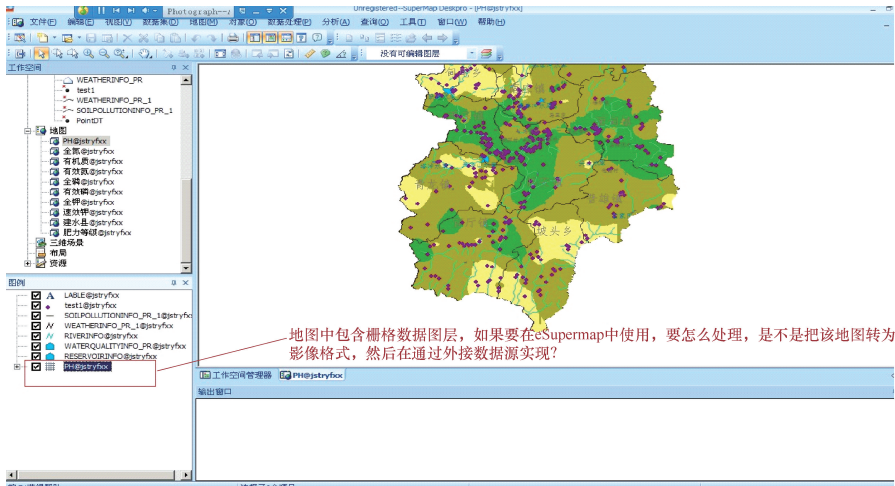 Unregistered--SuperMap Deskpro - [PH@jstryfxx]
Photograph--/
文件(F) 编辑(E) 视图(V) 数据集(D) 地图(M) 对象(O) 数据处理(P) 分析(A) 查询(Q) 工具(T) 窗口(W) 帮助(H)
没有可编辑图层
工作空间
WEATHERINFO_PR
test1
WEATHERINFO_PR_1
SOILPOLLUTIONINFO_PR_1
PointDT
地图
PH@jstryfxx
全氮@jstryfxx
有机质@jstryfxx
有效氮@jstryfxx
全磷@jstryfxx
有效磷@jstryfxx
全钾@jstryfxx
速效钾@jstryfxx
建水县@jstryfxx
肥力等级@jstryfxx
三维场景
布局
资源
图例
LABLE@jstryfxx
test1@jstryfxx
SOILPOLLUTIONINFO_PR_1@jstryfx
WEATHERINFO_PR_1@jstryfxx
RIVERINFO@jstryfxx
WATERQUALITYINFO_PR@jstryfxx
RESERVOIRINFO@jstryfxx
PH@jstryfxx
坡头乡
地图中包含栅格数据图层，如果要在eSupermap中使用，要怎么处理，是不是把该地图转为
影像格式，然后在通过外接数据源实现？
工作空间管理器 PH@jstryfxx
输出窗口